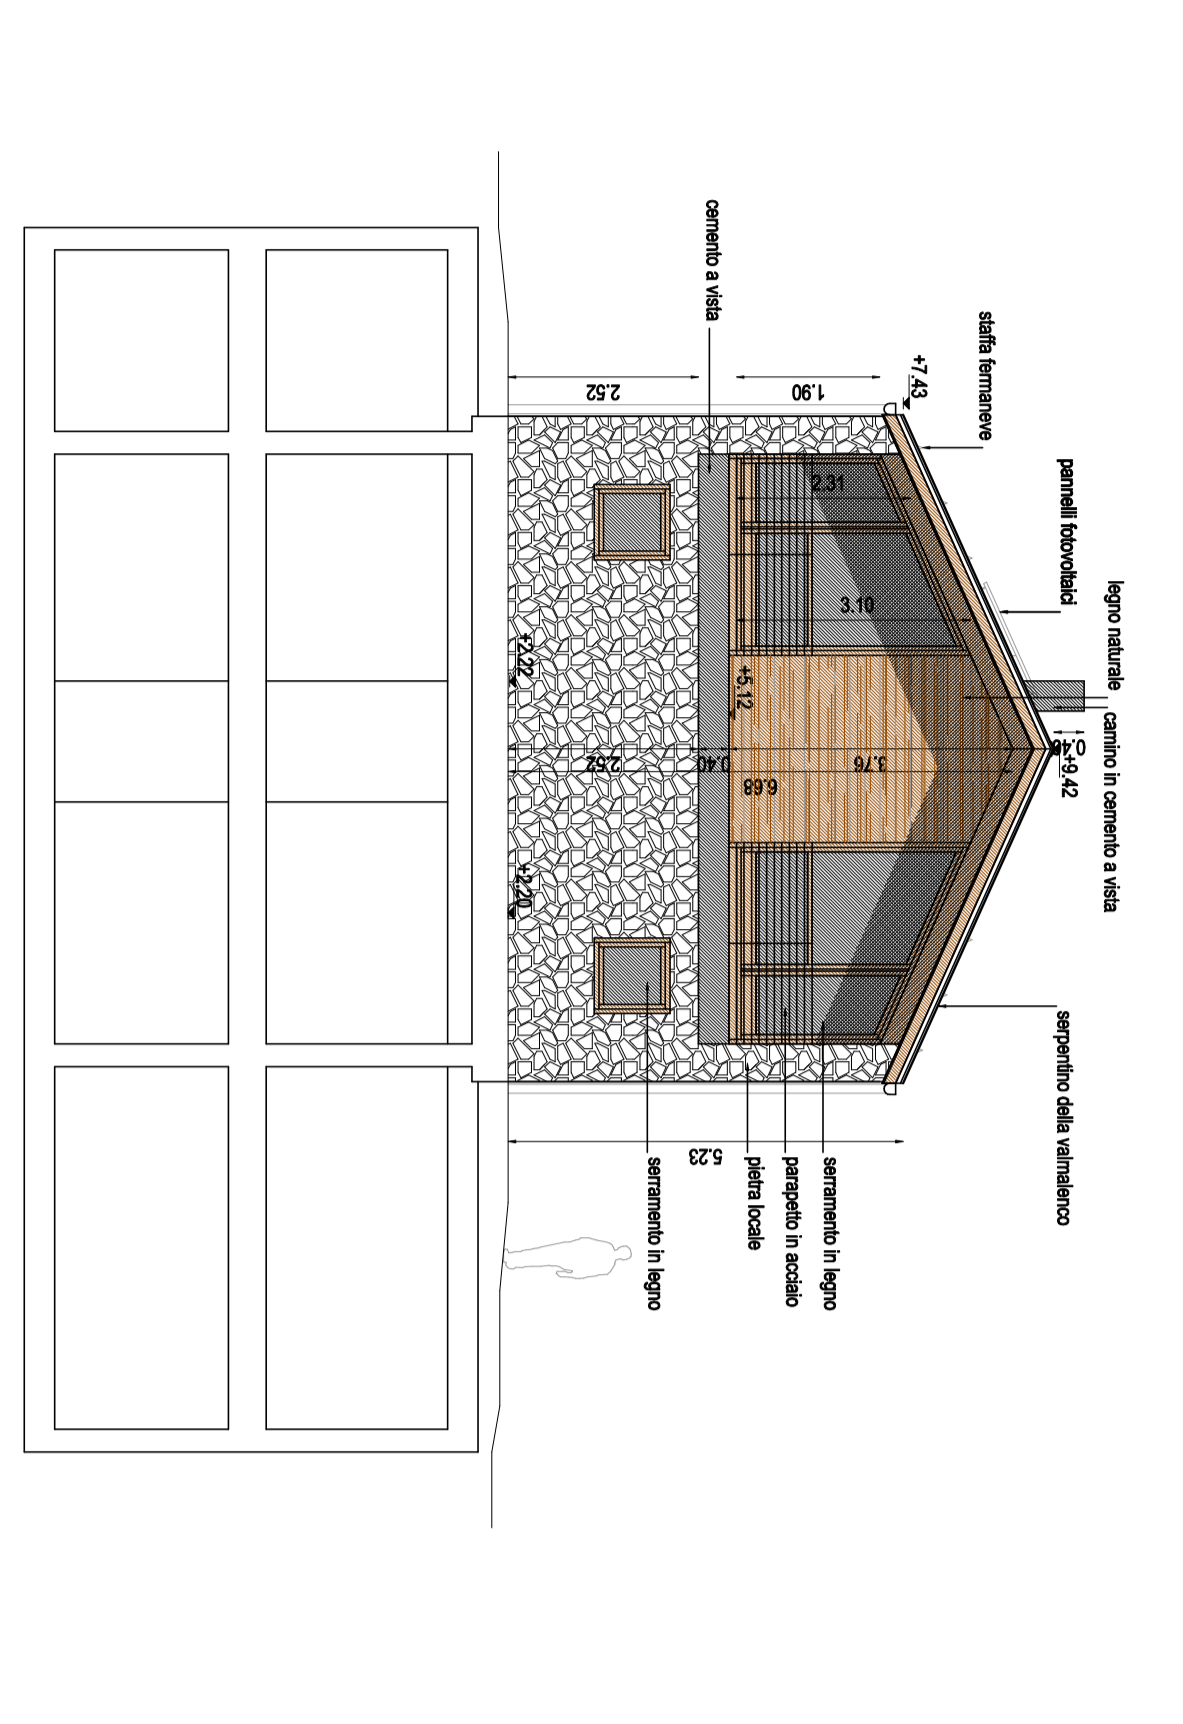 legno naturale
camino in cemento a vista
0.40
+9.42
pannelli fotovoltaici
serpentino della valmalenco
staffa fermaneve
+7.43
1.90
2.31
3.10
3.76
serramento in legno
parapetto in acciaio
+5.12
6.68
pietra locale
cemento a vista
0.40
5.23
serramento in legno
2.52
2.52
+2.22
+2.20